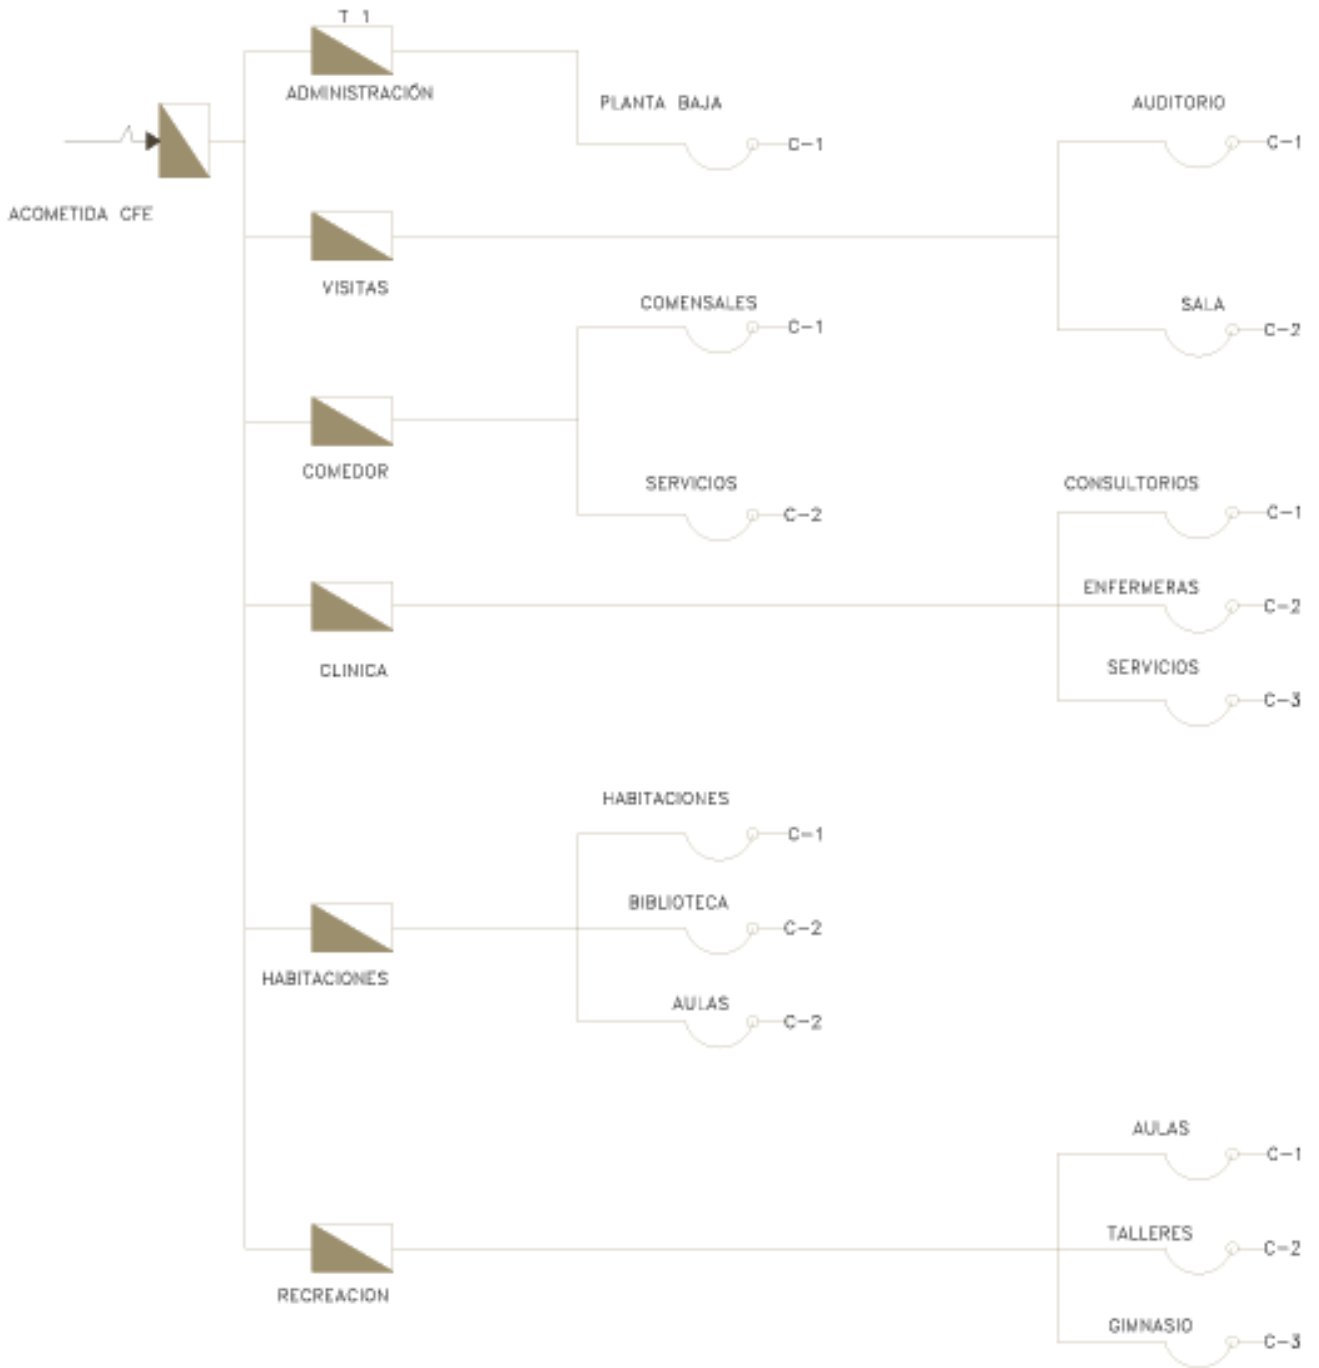 T 1
ADMINISTRACIÓN
PLANTA BAJA
C-1
AUDITORIO
C-1
ACOMETIDA CFE
VISITAS
SALA
C-2
COMENSALES
C-1
COMEDOR
SERVICIOS
C-2
CONSULTORIOS
C-1
ENFERMERAS
C-2
CLINICA
SERVICIOS
C-3
HABITACIONES
C-1
BIBLIOTECA
C-2
HABITACIONES
AULAS
C-2
AULAS
C-1
TALLERES
C-2
RECREACION
GIMNASIO
C-3